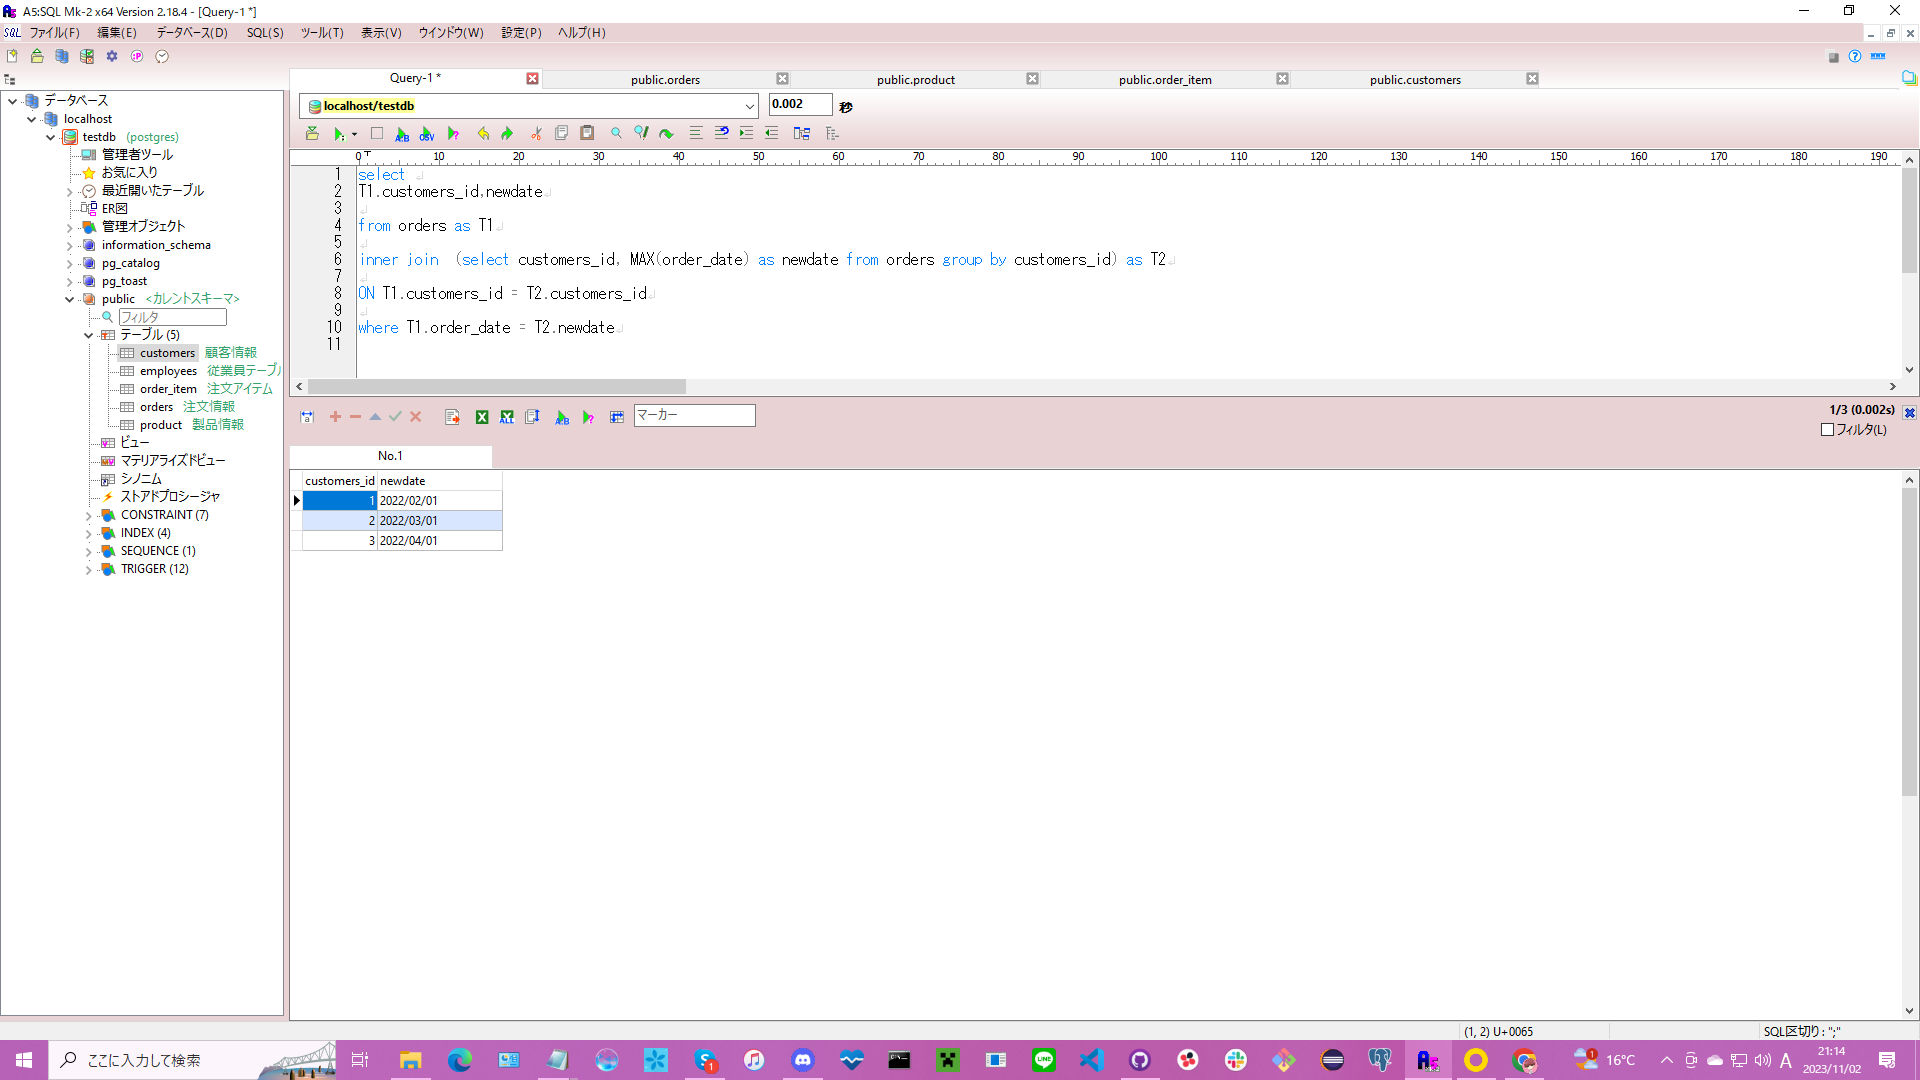 A5:SQL Mk-2 x64 Version 2.18.4 - [Query-1 *]
SQL ファイル(F) 編集(E) データベース(D) SQL(S) ツール(T) 表示(V) ウインドウ(W) 設定(P) ヘルプ(H)
Query-1 * public.orders public.product public.order_item public.customers
データベース
localhost
testdb (postgres)
管理者ツール
お気に入り
最近開いたテーブル
ER図
管理オブジェクト
information_schema
pg_catalog
pg_toast
public <カレントスキーマ>
フィルタ
テーブル (5)
customers 顧客情報
employees 従業員テーブル
order_item 注文アイテム
orders 注文情報
product 製品情報
ビュー
マテリアライズドビュー
シノニム
ストアドプロシージャ
CONSTRAINT (7)
INDEX (4)
SEQUENCE (1)
TRIGGER (12)
localhost/testdb 0.002 秒
0 10 20 30 40 50 60 70 80 90 100 110 120 130 140 150 160 170 180 190
1 select
2 T1.customers_id,newdate
3
4 from orders as T1
5
6 inner join (select customers_id, MAX(order_date) as newdate from orders group by customers_id) as T2
7
8 ON T1.customers_id = T2.customers_id
9
10 where T1.order_date = T2.newdate
11
マーカー
1/3 (0.002s)
フィルタ(L)
No.1
customers_id newdate
1 2022/02/01
2 2022/03/01
3 2022/04/01
(1, 2) U+0065 SQL区切り: ";"
ここに入力して検索
16°C
A
21:14
2023/11/02